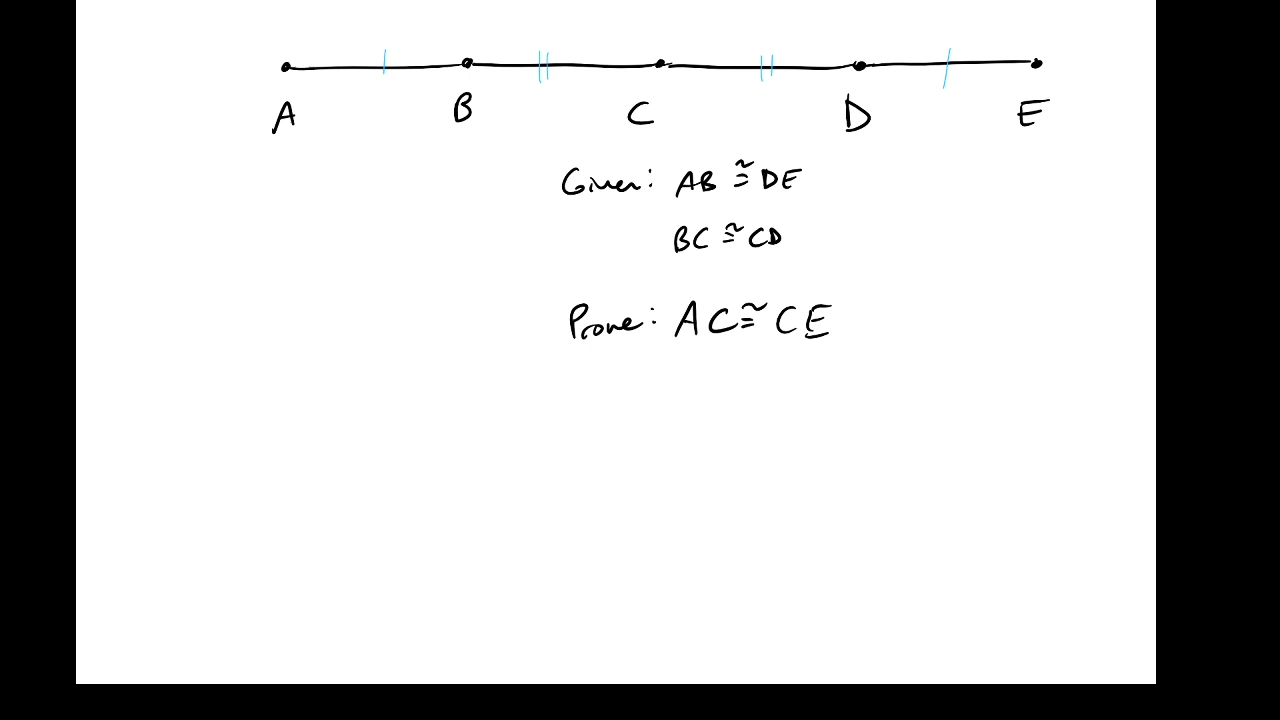 A B C D E
Given: AB ≅ DE
BC ≅ CD
Prove: AC ≅ CE